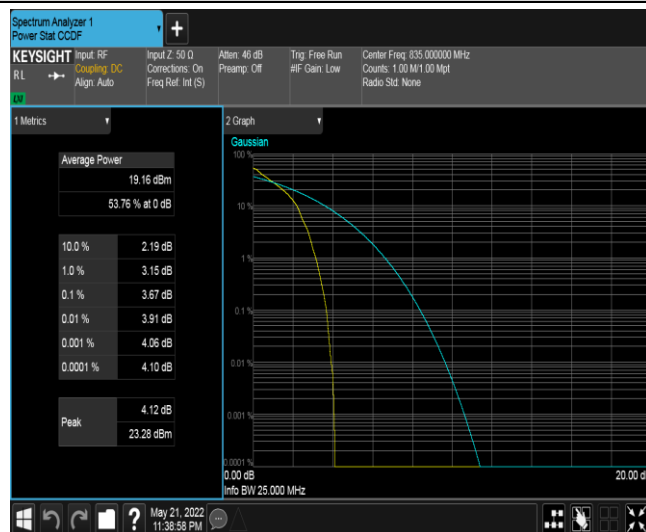 Spectrum Analyzer 1
Power Stat CCDF
KEYSIGHT
RL
Input: RF
Coupling: DC
Align: Auto
Input Z: 50 Ω
Corrections: On
Freq Ref: Int (S)
Atten: 46 dB
Preamp: Off
Trig: Free Run
#IF Gain: Low
Center Freq: 835.000000 MHz
Counts: 1.00 M/1.00 Mpt
Radio Std: None
1 Metrics
Average Power
19.16 dBm
53.76 % at 0 dB
10.0 % 2.19 dB
1.0 % 3.15 dB
0.1 % 3.67 dB
0.01 % 3.91 dB
0.001 % 4.06 dB
0.0001 % 4.10 dB
Peak
4.12 dB
23.28 dBm
2 Graph
Gaussian
100 %
10 %
1 %
0.1 %
0.01 %
0.001 %
0.0001 %
0.00 dB
20.00 d
Info BW 25.000 MHz
May 21, 2022
11:38:58 PM